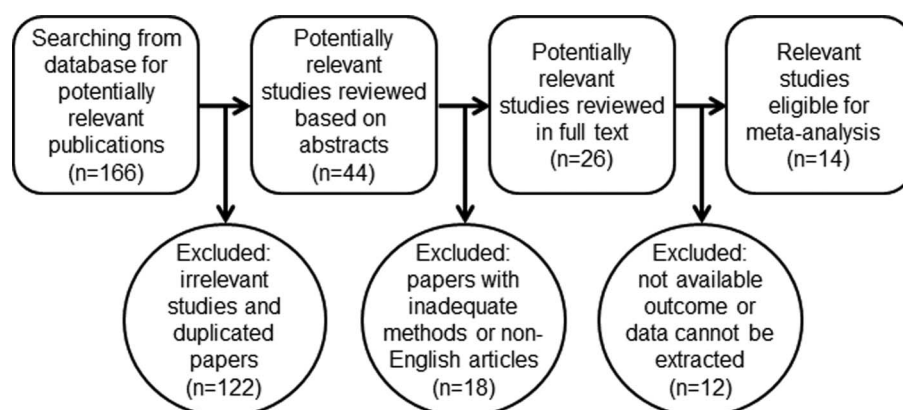 Searching from
database for
potentially
relevant
publications
(n=166)
Potentially
relevant
studies reviewed
based on
abstracts
(n=44)
Potentially
relevant
studies reviewed
in full text
(n=26)
Relevant
studies
eligible for
meta-analysis
(n=14)
Excluded:
irrelevant
studies and
duplicated
papers
(n=122)
Excluded:
papers with
inadequate
methods or non-
English articles
(n=18)
Excluded:
not available
outcome or
data cannot be
extracted
(n=12)